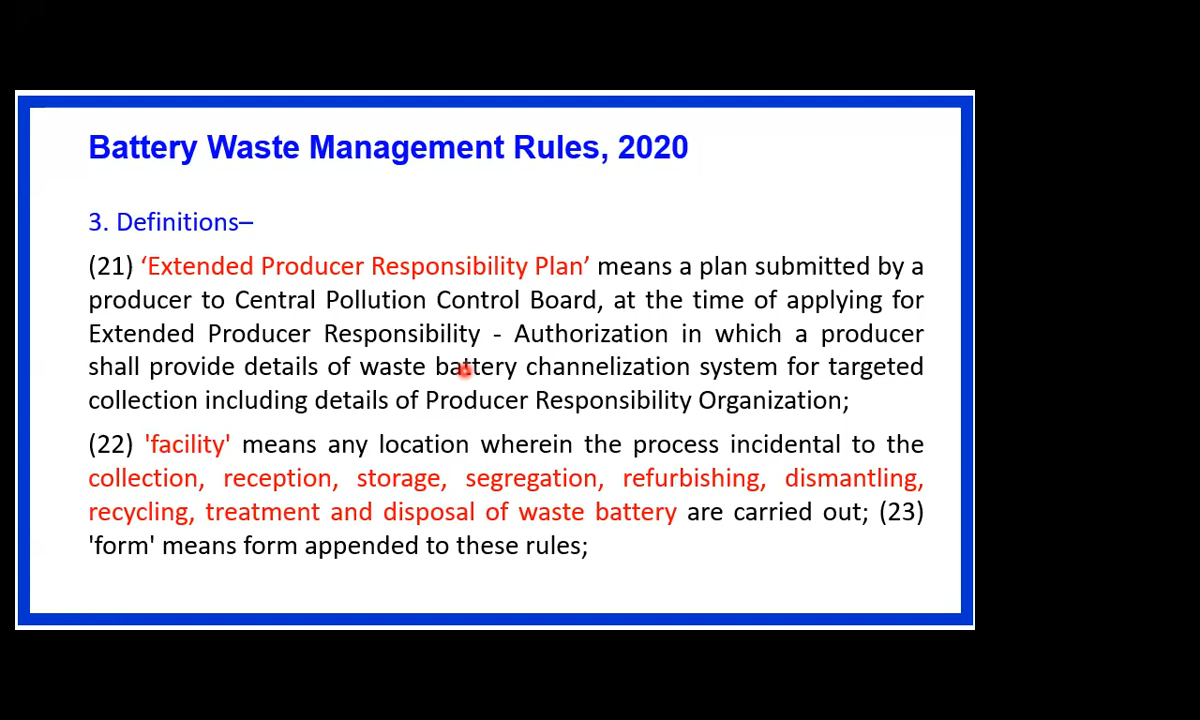 Battery Waste Management Rules, 2020
3. Definitions–
(21) ‘Extended Producer Responsibility Plan’ means a plan submitted by a
producer to Central Pollution Control Board, at the time of applying for
Extended Producer Responsibility - Authorization in which a producer
shall provide details of waste battery channelization system for targeted
collection including details of Producer Responsibility Organization;
(22) 'facility' means any location wherein the process incidental to the
collection, reception, storage, segregation, refurbishing, dismantling,
recycling, treatment and disposal of waste battery are carried out; (23)
'form' means form appended to these rules;